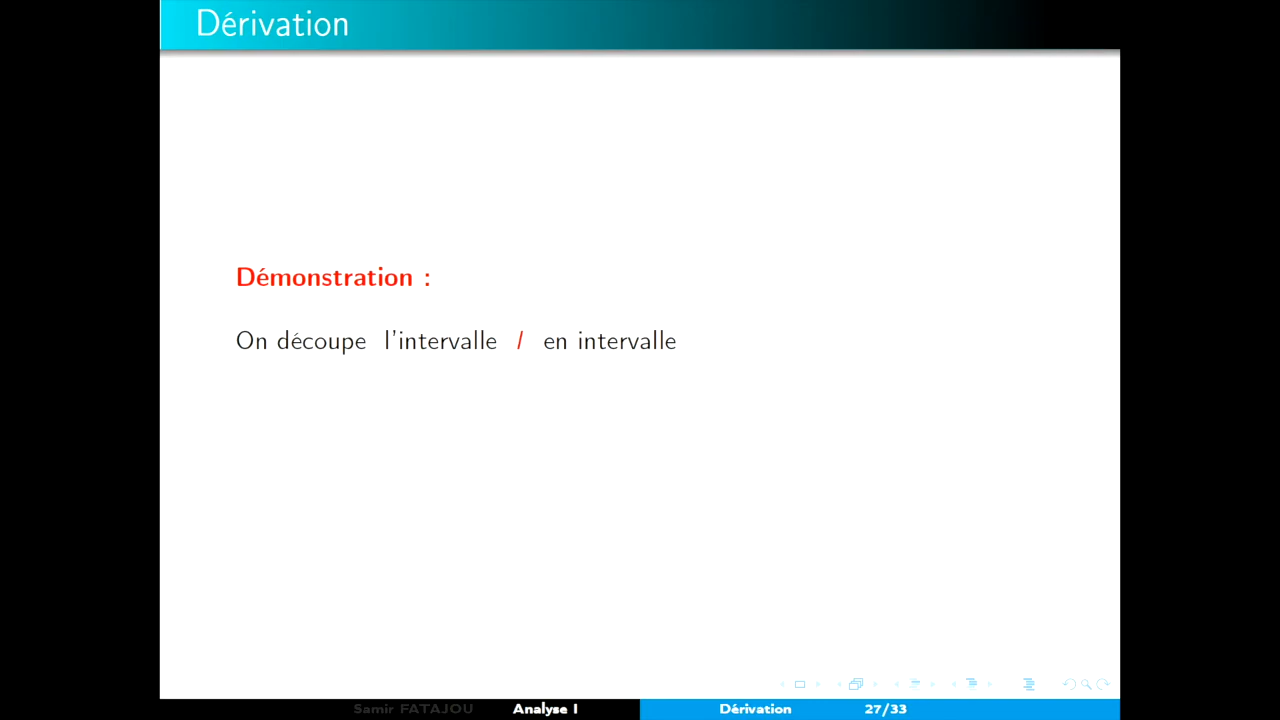 Dérivation
Démonstration :
On découpe l'intervalle I en intervalle
Samir FATAJOU Analyse I Dérivation 27/33